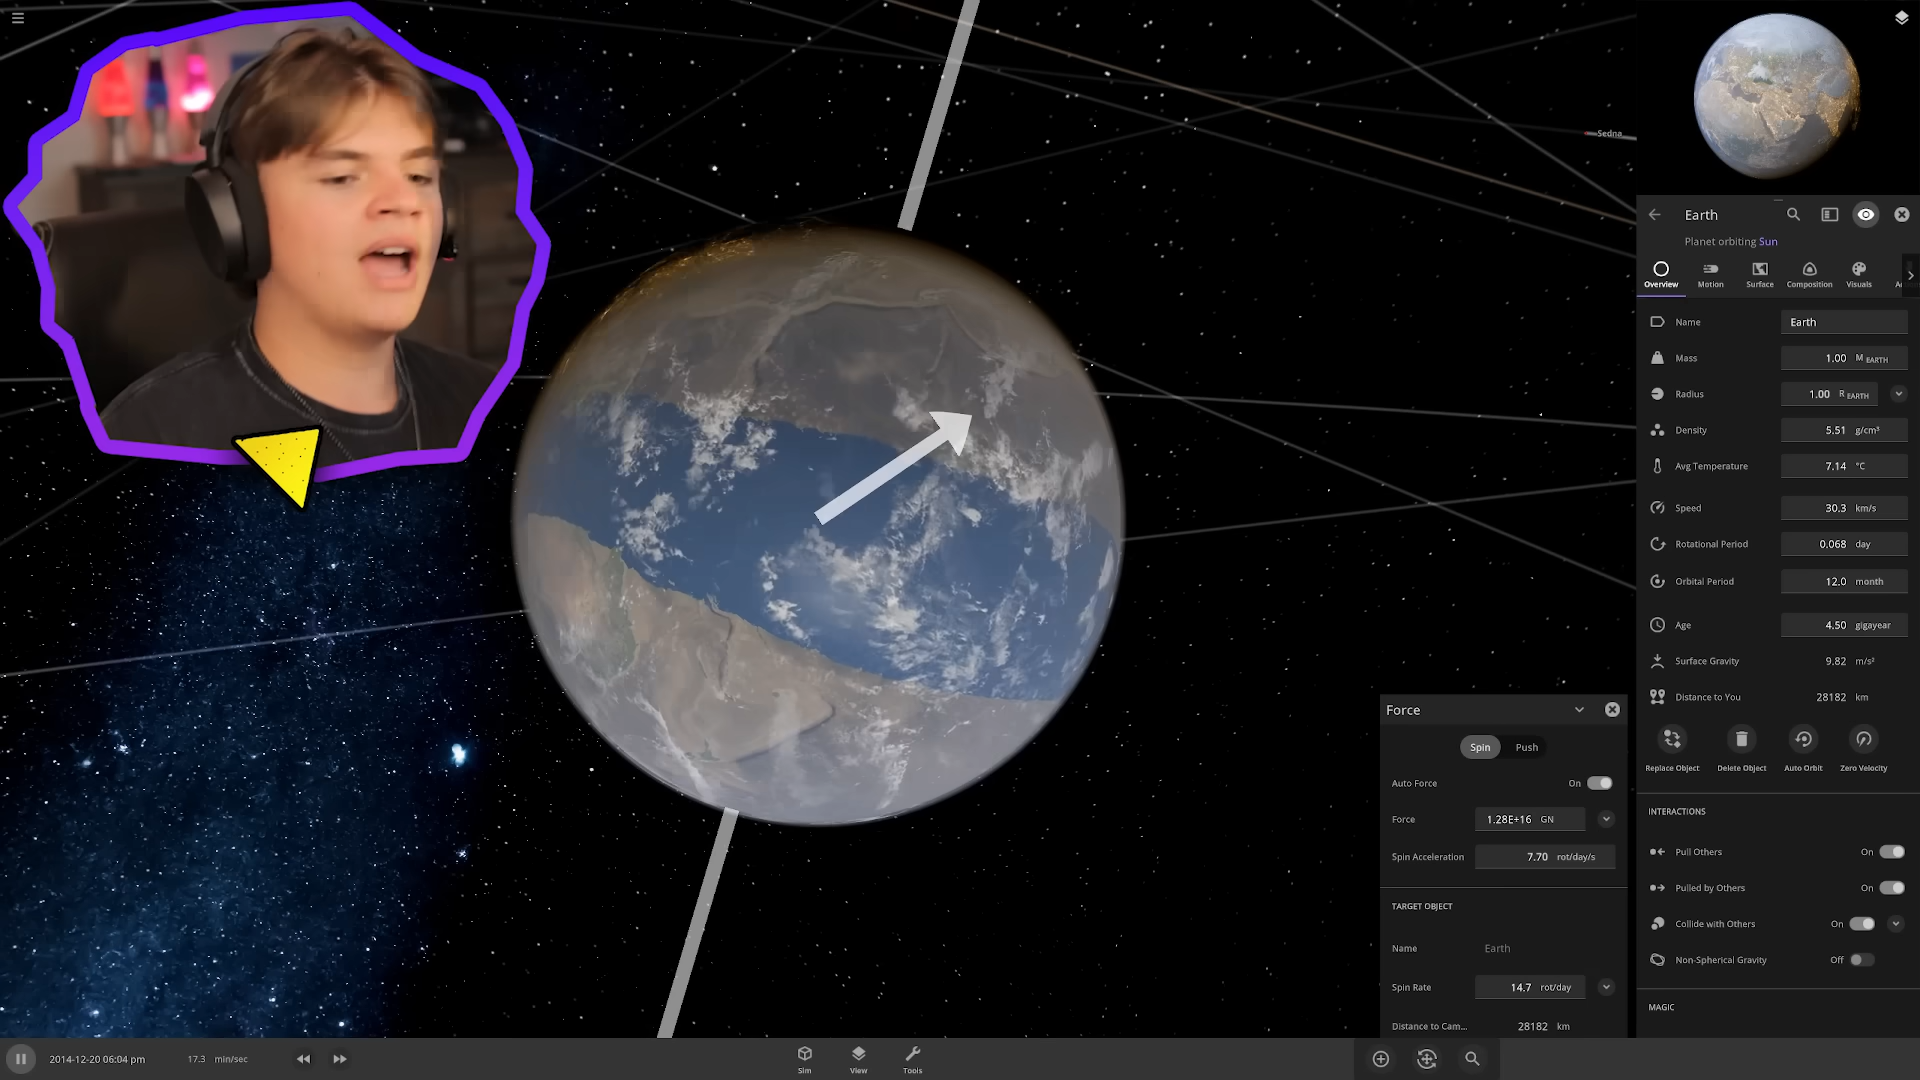 Sedna
Earth
Planet orbiting Sun
Overview
Motion
Surface
Composition
Visuals
Name Earth
Mass 1.00 M EARTH
Radius 1.00 R EARTH
Density 5.51 g/cm³
Avg Temperature 7.14 °C
Speed 30.3 km/s
Rotational Period 0.068 day
Orbital Period 12.0 month
Age 4.50 gigayear
Surface Gravity 9.82 m/s²
Distance to You 28182 km
Replace Object
Delete Object
Auto Orbit
Zero Velocity
INTERACTIONS
Pull Others On
Pulled by Others On
Collide with Others On
Non-Spherical Gravity Off
MAGIC
Force
Spin Push
Auto Force On
Force 1.28E+16 GN
Spin Acceleration 7.70 rot/day/s
TARGET OBJECT
Name Earth
Spin Rate 14.7 rot/day
Distance to Cam... 28182 km
2014-12-20 06:04 pm 17.3 min/sec
Sim
View
Tools